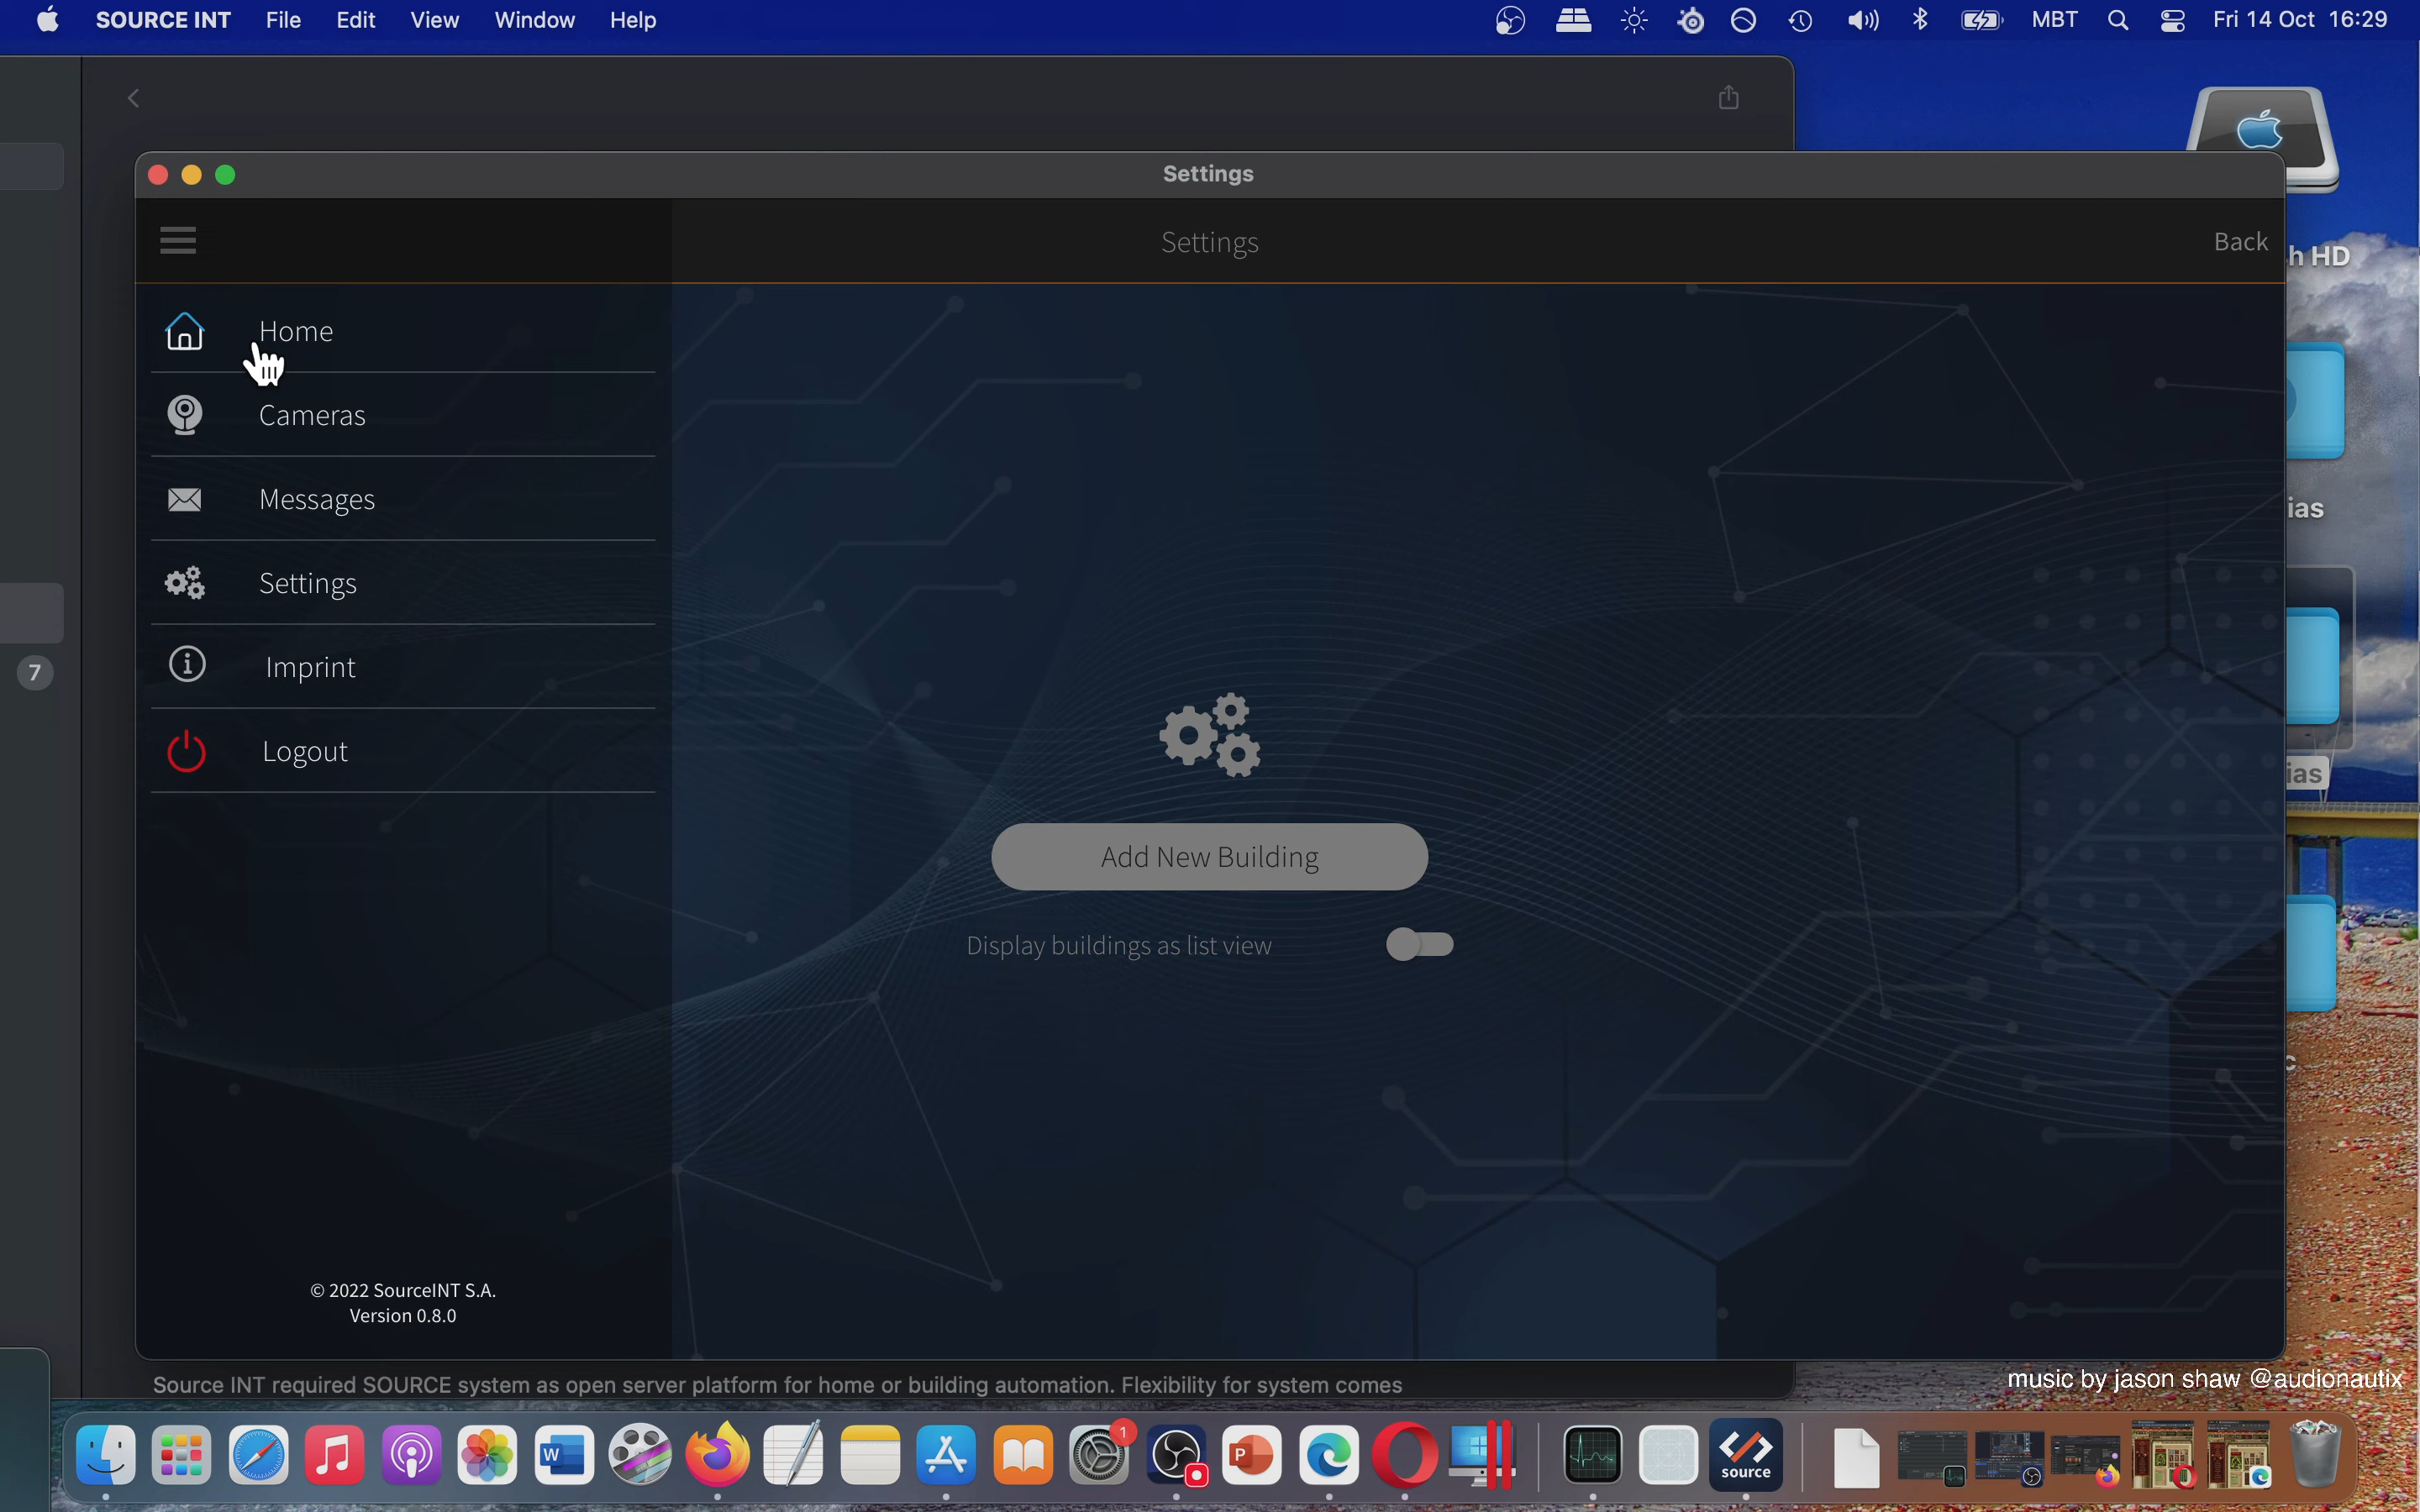 SOURCE INT File Edit View Window Help MBT Fri 14 Oct 16:29
Settings
Settings Back
h HD
Home
Cameras
Messages
ias
Settings
Imprint
7
Logout
ias
Add New Building
Display buildings as list view
c
© 2022 SourceINT S.A.
Version 0.8.0
Source INT required SOURCE system as open server platform for home or building automation. Flexibility for system comes
music by jason shaw @audionautix
1
W
P
source